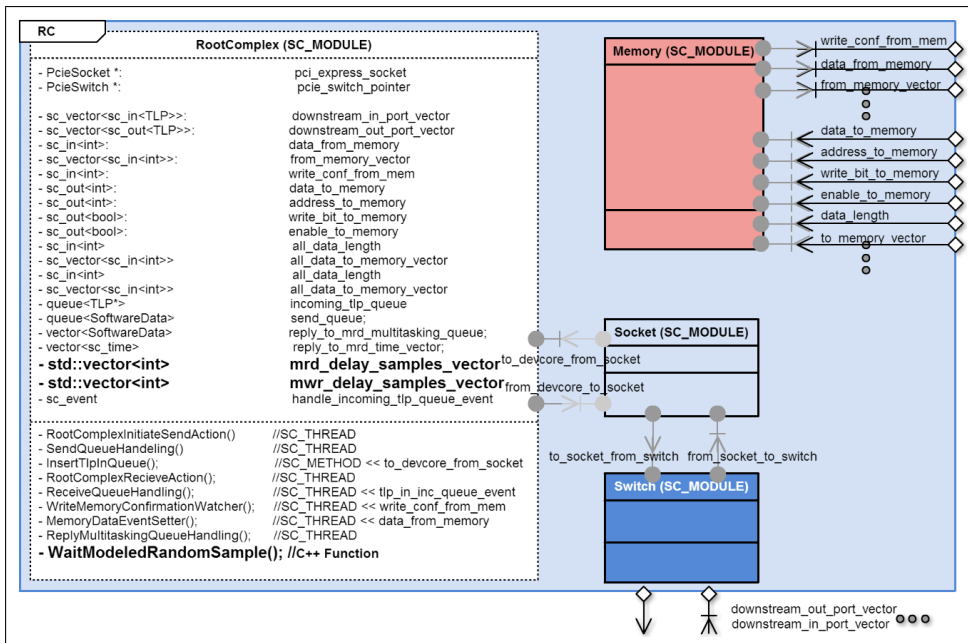 RC
RootComplex (SC_MODULE)
- PcieSocket *: pci_express_socket
- PcieSwitch *: pcie_switch_pointer
- sc_vector<sc_in<TLP>>: downstream_in_port_vector
- sc_vector<sc_out<TLP>>: downstream_out_port_vector
- sc_in<int>: data_from_memory
- sc_vector<sc_in<int>>: from_memory_vector
- sc_in<int>: write_conf_from_mem
- sc_out<int>: data_to_memory
- sc_out<int>: address_to_memory
- sc_out<bool>: write_bit_to_memory
- sc_out<bool>: enable_to_memory
- sc_in<int> all_data_length
- sc_vector<sc_in<int>> all_data_to_memory_vector
- sc_in<int> all_data_length
- sc_vector<sc_in<int>> all_data_to_memory_vector
- queue<TLP*> incoming_tlp_queue
- queue<SoftwareData> send_queue;
- vector<SoftwareData> reply_to_mrd_multitasking_queue;
- vector<sc_time> reply_to_mrd_time_vector;
- std::vector<int> mrd_delay_samples_vector
- std::vector<int> mwr_delay_samples_vector
- sc_event handle_incoming_tlp_queue_event
- RootComplexInitiateSendAction() //SC_THREAD
- SendQueueHandeling() //SC_THREAD
- InsertTlpInQueue(); //SC_METHOD << to_devcore_from_socket
- RootComplexRecieveAction(); //SC_THREAD
- ReceiveQueueHandling(); //SC_THREAD << tlp_in_inc_queue_event
- WriteMemoryConfirmationWatcher(); //SC_THREAD << write_conf_from_mem
- MemoryDataEventSetter(); //SC_THREAD << data_from_memory
- ReplyMultitaskingQueueHandling(); //SC_THREAD
- WaitModeledRandomSample(); //C++ Function
Memory (SC_MODULE)
write_conf_from_mem
data_from_memory
from_memory_vector
data_to_memory
address_to_memory
write_bit_to_memory
enable_to_memory
data_length
to_memory_vector
Socket (SC_MODULE)
to_devcore_from_socket
from_devcore_to_socket
to_socket_from_switch from_socket_to_switch
Switch (SC_MODULE)
downstream_out_port_vector
downstream_in_port_vector